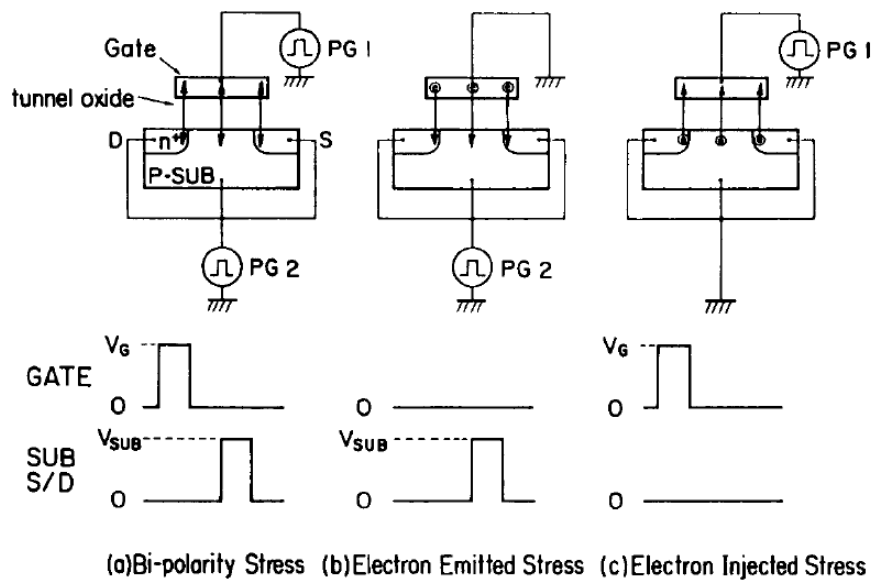 Gate
PG 1
PG 1
tunnel oxide
D
n+
S
P-SUB
PG 2
PG 2
GATE
VG
0
0
VG
0
SUB
S/D
VSUB
0
VSUB
0
0
(a)Bi-polarity Stress
(b)Electron Emitted Stress
(c)Electron Injected Stress